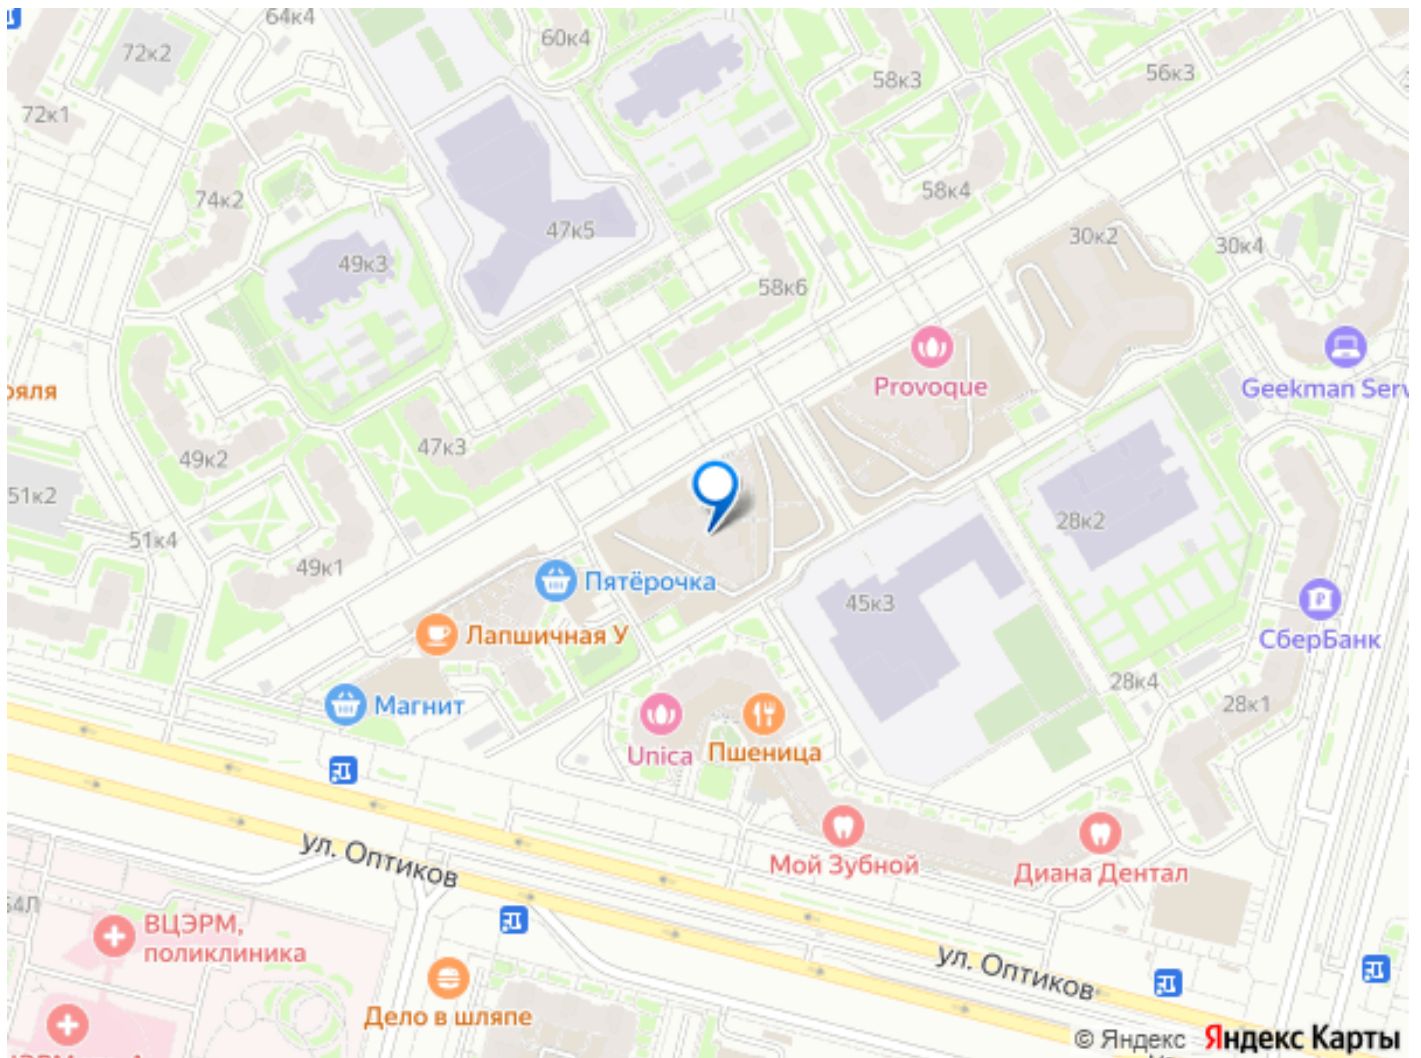 64к4
72к2
60к4
58к3
56к3
72к1
74к2
58к4
47к5
30к2
30к4
49к3
58к6
Provoque
Geekman Serv
49к2
47к3
51к2
28к2
51к4
49к1
Пятёрочка
45к3
Лапшичная У
СберБанк
28к4
Магнит
28к1
Unica
Пшеница
ул. Оптиков
Мой Зубной
Диана Дентал
ВЦЭРМ,
поликлиника
ул. Оптиков
Дело в шляпе
© Яндекс Яндекс Карты